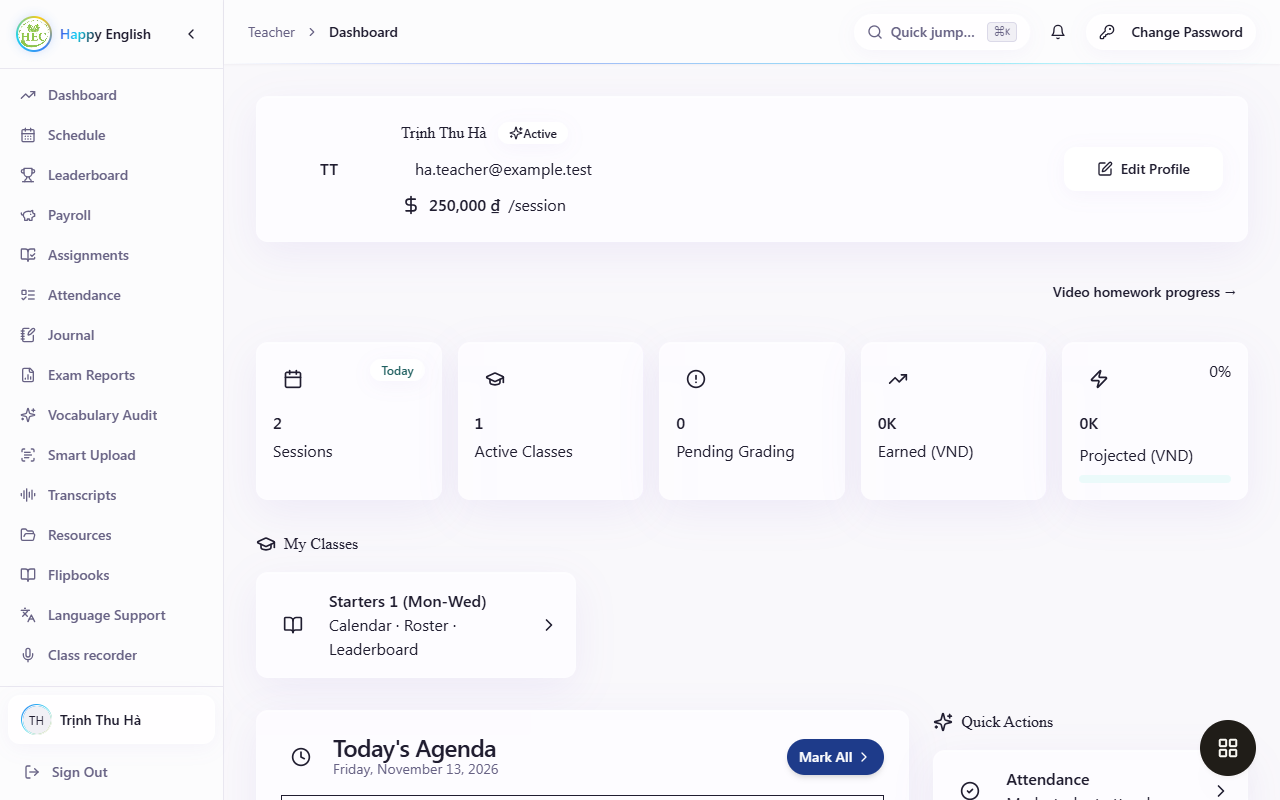 HEC
Happy English
Teacher
Dashboard
Quick jump...
⌘K
Change Password
Dashboard
Schedule
Leaderboard
Payroll
Assignments
Attendance
Journal
Exam Reports
Vocabulary Audit
Smart Upload
Transcripts
Resources
Flipbooks
Language Support
Class recorder
TH
Trịnh Thu Hà
Sign Out
TT
Trịnh Thu Hà
Active
ha.teacher@example.test
250,000 ₫ /session
Edit Profile
Video homework progress →
Today
2
Sessions
1
Active Classes
0
Pending Grading
0K
Earned (VND)
0%
0K
Projected (VND)
My Classes
Starters 1 (Mon-Wed)
Calendar · Roster ·
Leaderboard
Today's Agenda
Friday, November 13, 2026
Mark All
Quick Actions
Attendance